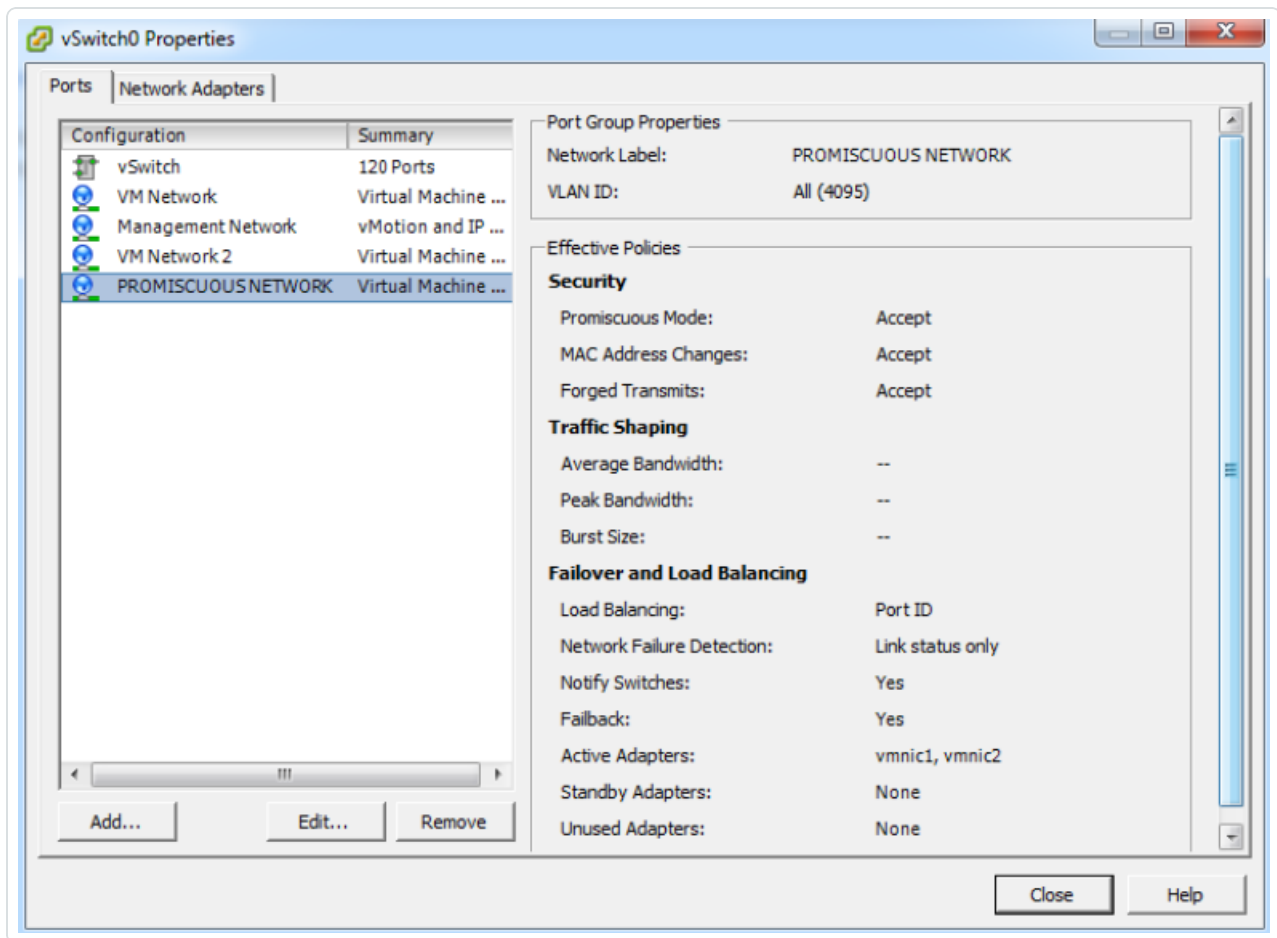 vSwitch0 Properties
Ports Network Adapters
Configuration Summary
vSwitch 120 Ports
VM Network Virtual Machine ...
Management Network vMotion and IP ...
VM Network 2 Virtual Machine ...
PROMISCUOUS NETWORK Virtual Machine ...
Add... Edit... Remove
Port Group Properties
Network Label: PROMISCUOUS NETWORK
VLAN ID: All (4095)
Effective Policies
Security
Promiscuous Mode: Accept
MAC Address Changes: Accept
Forged Transmits: Accept
Traffic Shaping
Average Bandwidth: --
Peak Bandwidth: --
Burst Size: --
Failover and Load Balancing
Load Balancing: Port ID
Network Failure Detection: Link status only
Notify Switches: Yes
Failback: Yes
Active Adapters: vmnic1, vmnic2
Standby Adapters: None
Unused Adapters: None
Close Help